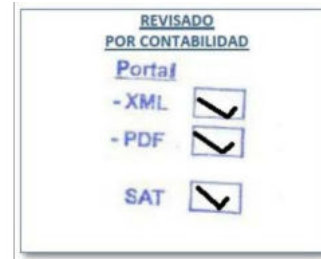 REVISADO
POR CONTABILIDAD
Portal
- XML
- PDF
SAT